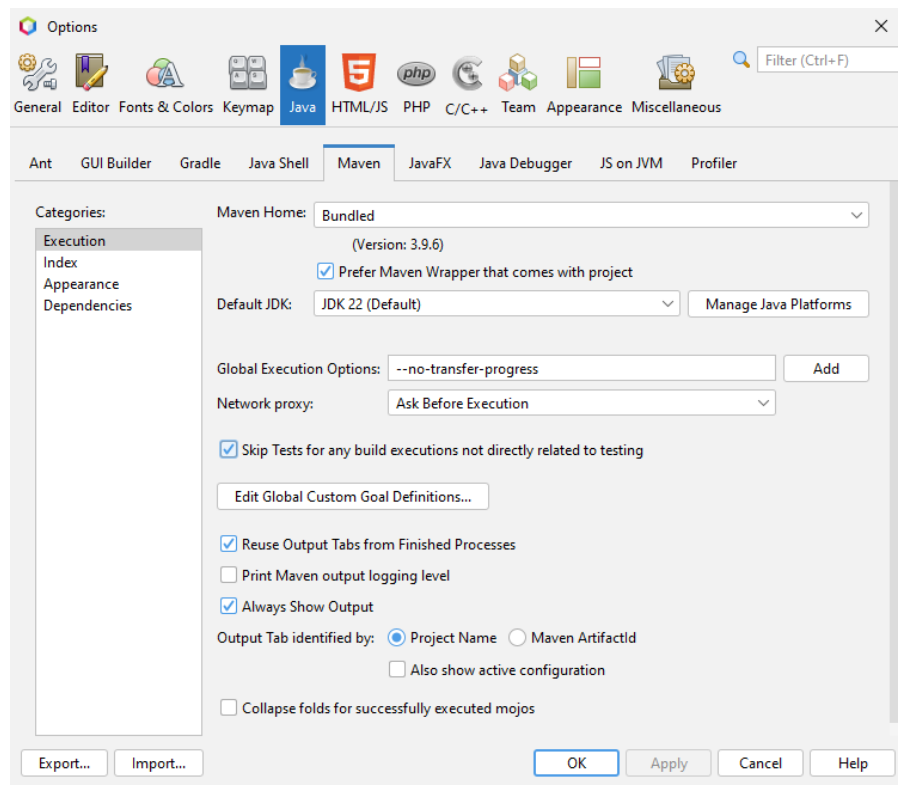 Options
Filter (Ctrl+F)
General Editor Fonts & Colors Keymap Java HTML/JS PHP C/C++ Team Appearance Miscellaneous
Ant GUI Builder Gradle Java Shell Maven JavaFX Java Debugger JS on JVM Profiler
Categories:
Execution
Index
Appearance
Dependencies
Maven Home: Bundled
(Version: 3.9.6)
Prefer Maven Wrapper that comes with project
Default JDK: JDK 22 (Default) Manage Java Platforms
Global Execution Options: --no-transfer-progress Add
Network proxy: Ask Before Execution
Skip Tests for any build executions not directly related to testing
Edit Global Custom Goal Definitions...
Reuse Output Tabs from Finished Processes
Print Maven output logging level
Always Show Output
Output Tab identified by: Project Name Maven ArtifactId
Also show active configuration
Collapse folds for successfully executed mojos
Export... Import... OK Apply Cancel Help